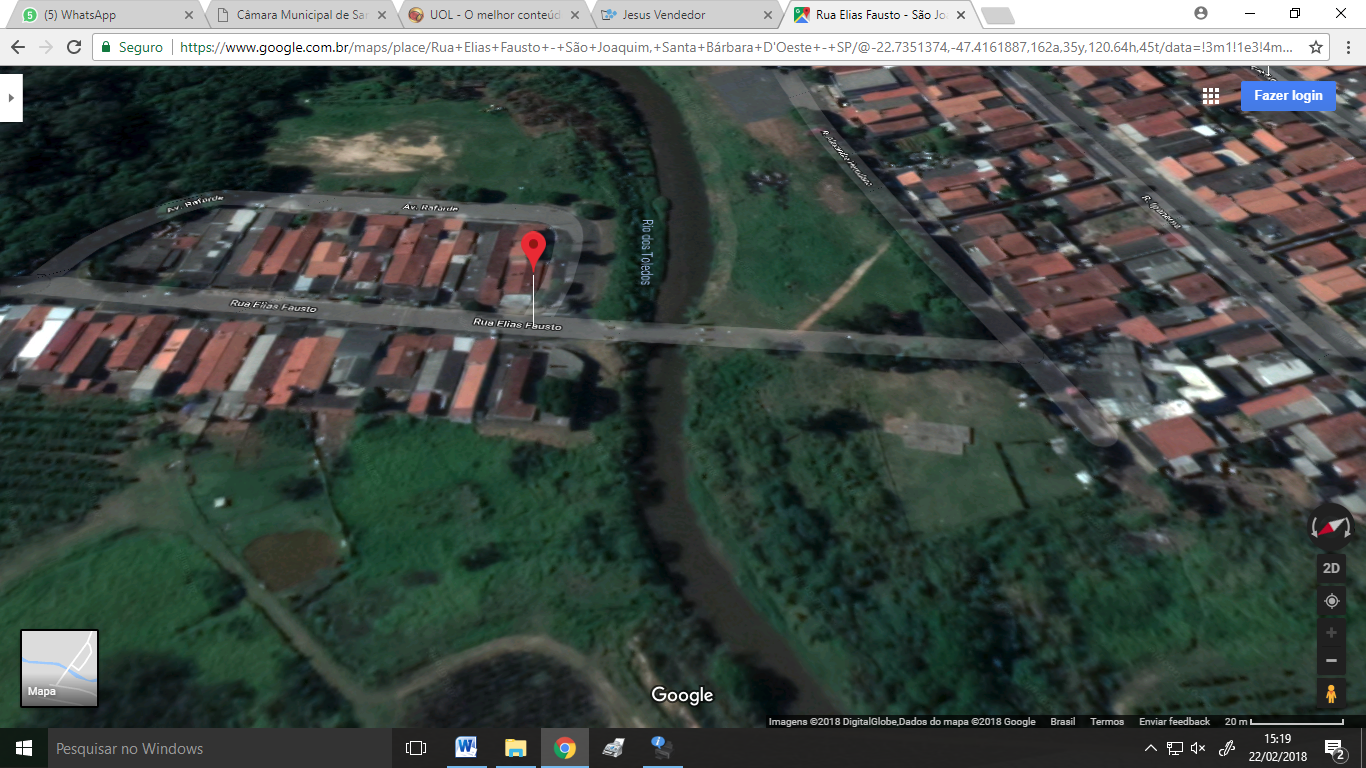 (5) WhatsApp
Câmara Municipal de San
UOL - O melhor conteúd
Jesus Vendedor
Rua Elias Fausto - São Joa
Seguro
https://www.google.com.br/maps/place/Rua+Elias+Fausto+-+São+Joaquim,+Santa+Bárbara+D'Oeste+-+SP/@-22.7351374,-47.4161887,162a,35y,120.64h,45t/data=!3m1!1e3!4m...
Fazer login
Av. Rafarde
Av. Rafarde
Rio dos Toledos
Rua Elias Fausto
Rua Elias Fausto
2D
Mapa
Google
Imagens ©2018 DigitalGlobe,Dados do mapa ©2018 Google
Brasil
Termos
Enviar feedback
20 m
Pesquisar no Windows
15:19
22/02/2018
2